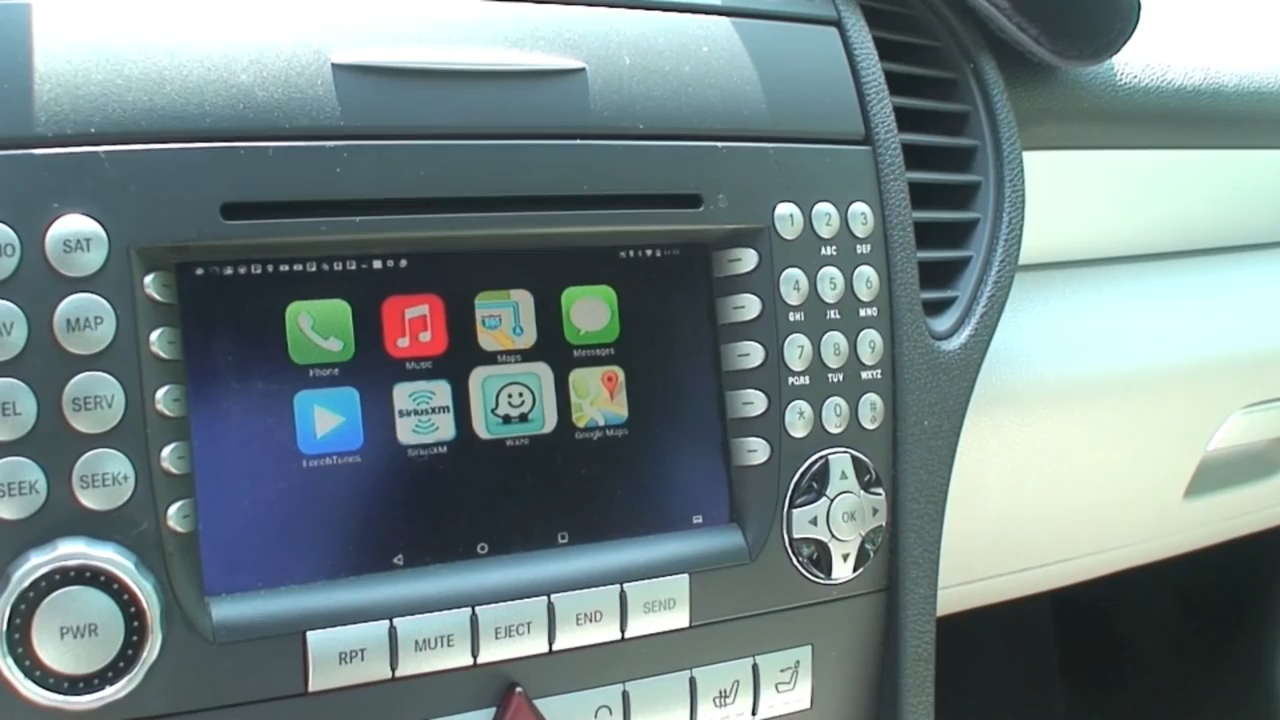 SAT
MAP
SERV
SEEK
SEEK+
PWR
Phone
Music
Maps
Messages
SiriusXM
SiriusXM
Waze
Google Maps
1
2
3
ABC
DEF
4
5
6
GHI
JKL
MNO
7
8
9
PQRS
TUV
WXYZ
*
0
#
OK
RPT
MUTE
EJECT
END
SEND